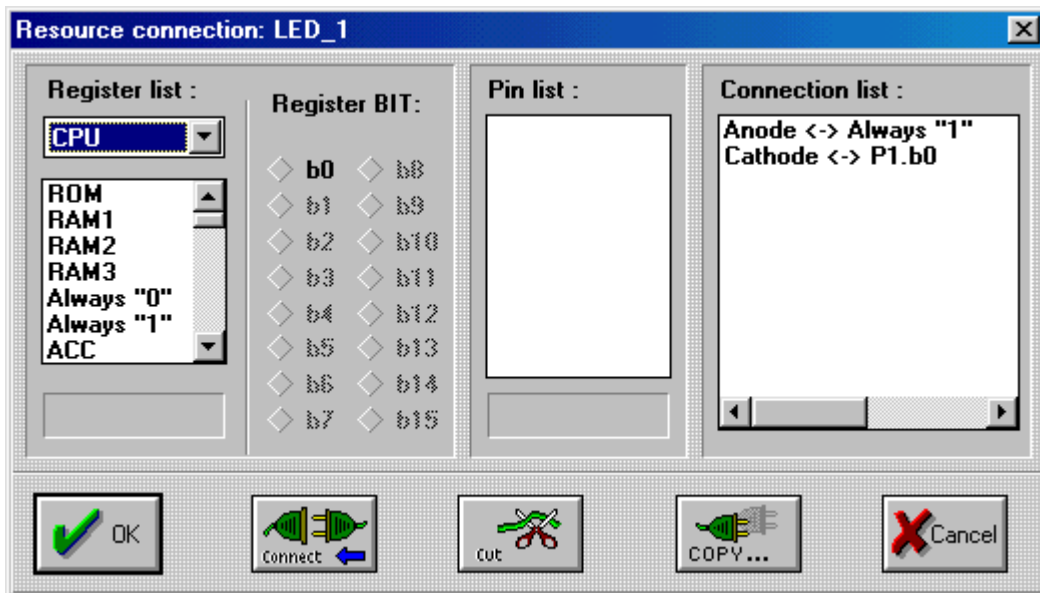 Resource connection: LED_1
Register list :
CPU
ROM
RAM1
RAM2
RAM3
Always "0"
Always "1"
ACC
Register BIT:
b0 b8
b1 b9
b2 b10
b3 b11
b4 b12
b5 b13
b6 b14
b7 b15
Pin list :
Connection list :
Anode <-> Always "1"
Cathode <-> P1.b0
OK
Connect
Cut
COPY...
Cancel